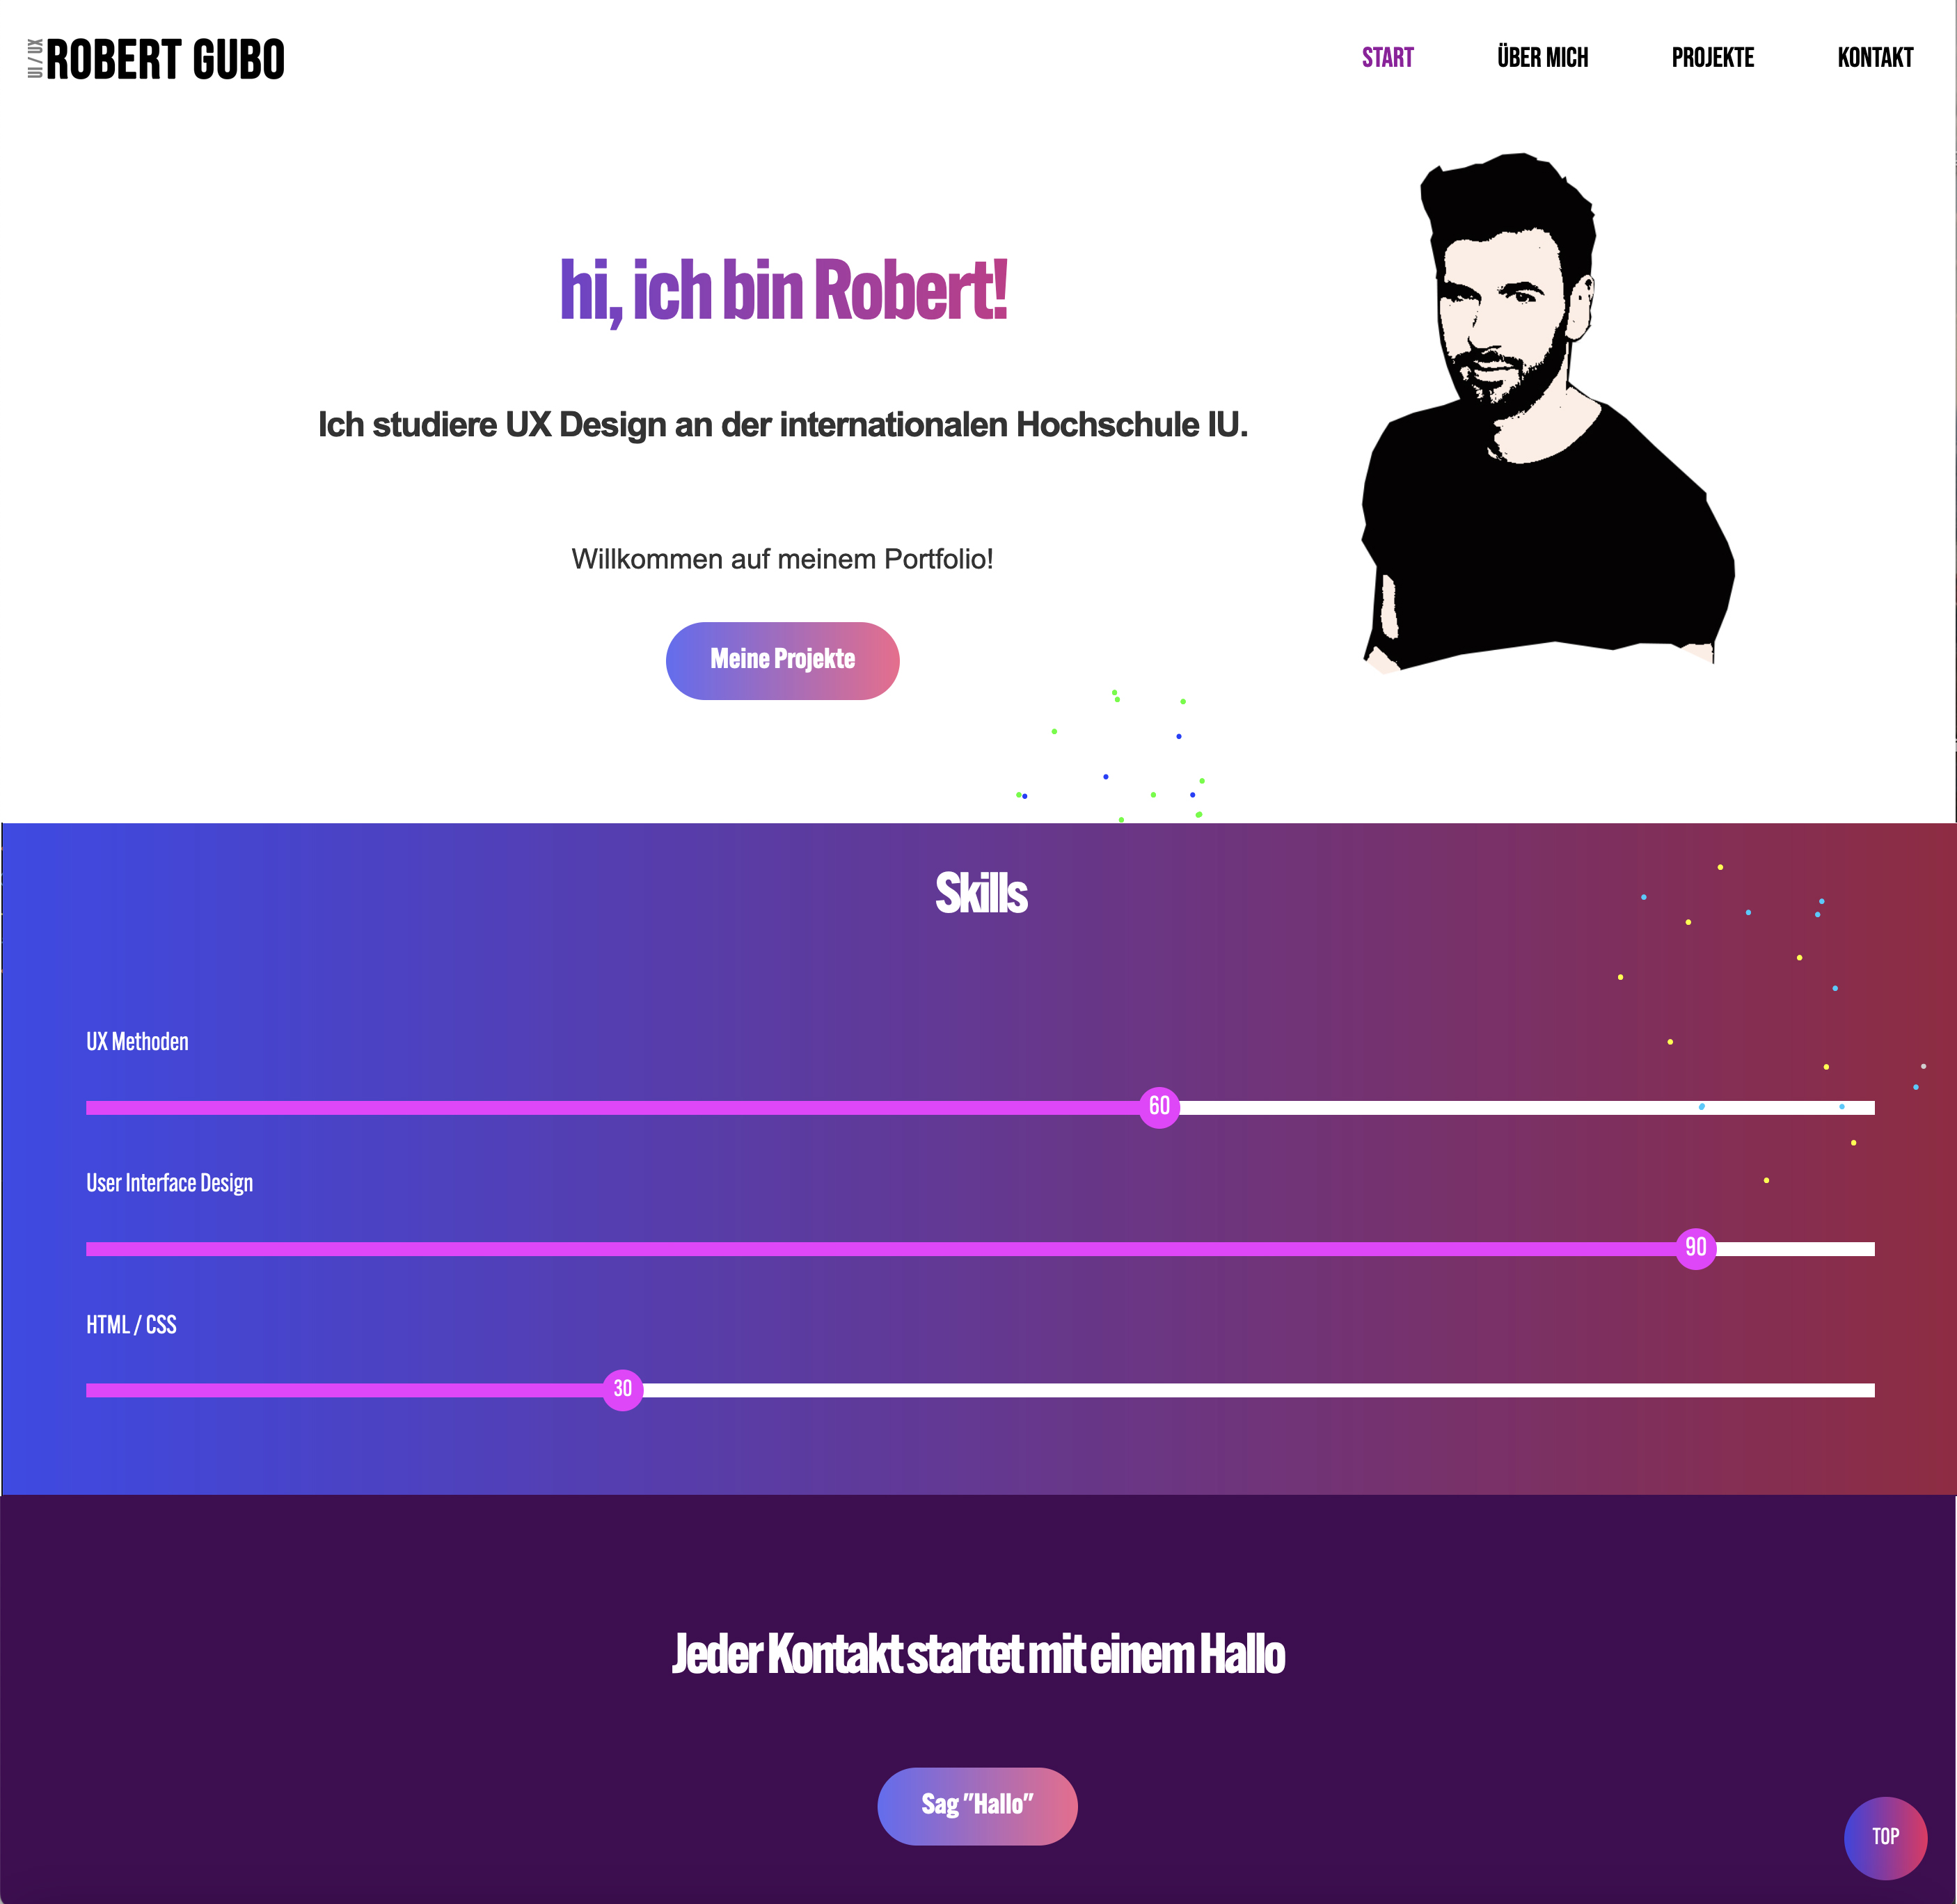 UI / UX
ROBERT GUBO
START
ÜBER MICH
PROJEKTE
KONTAKT
hi, ich bin Robert!
Ich studiere UX Design an der internationalen Hochschule IU.
Willkommen auf meinem Portfolio!
Meine Projekte
Skills
UX Methoden
60
User Interface Design
90
HTML / CSS
30
Jeder Kontakt startet mit einem Hallo
Sag "Hallo"
TOP